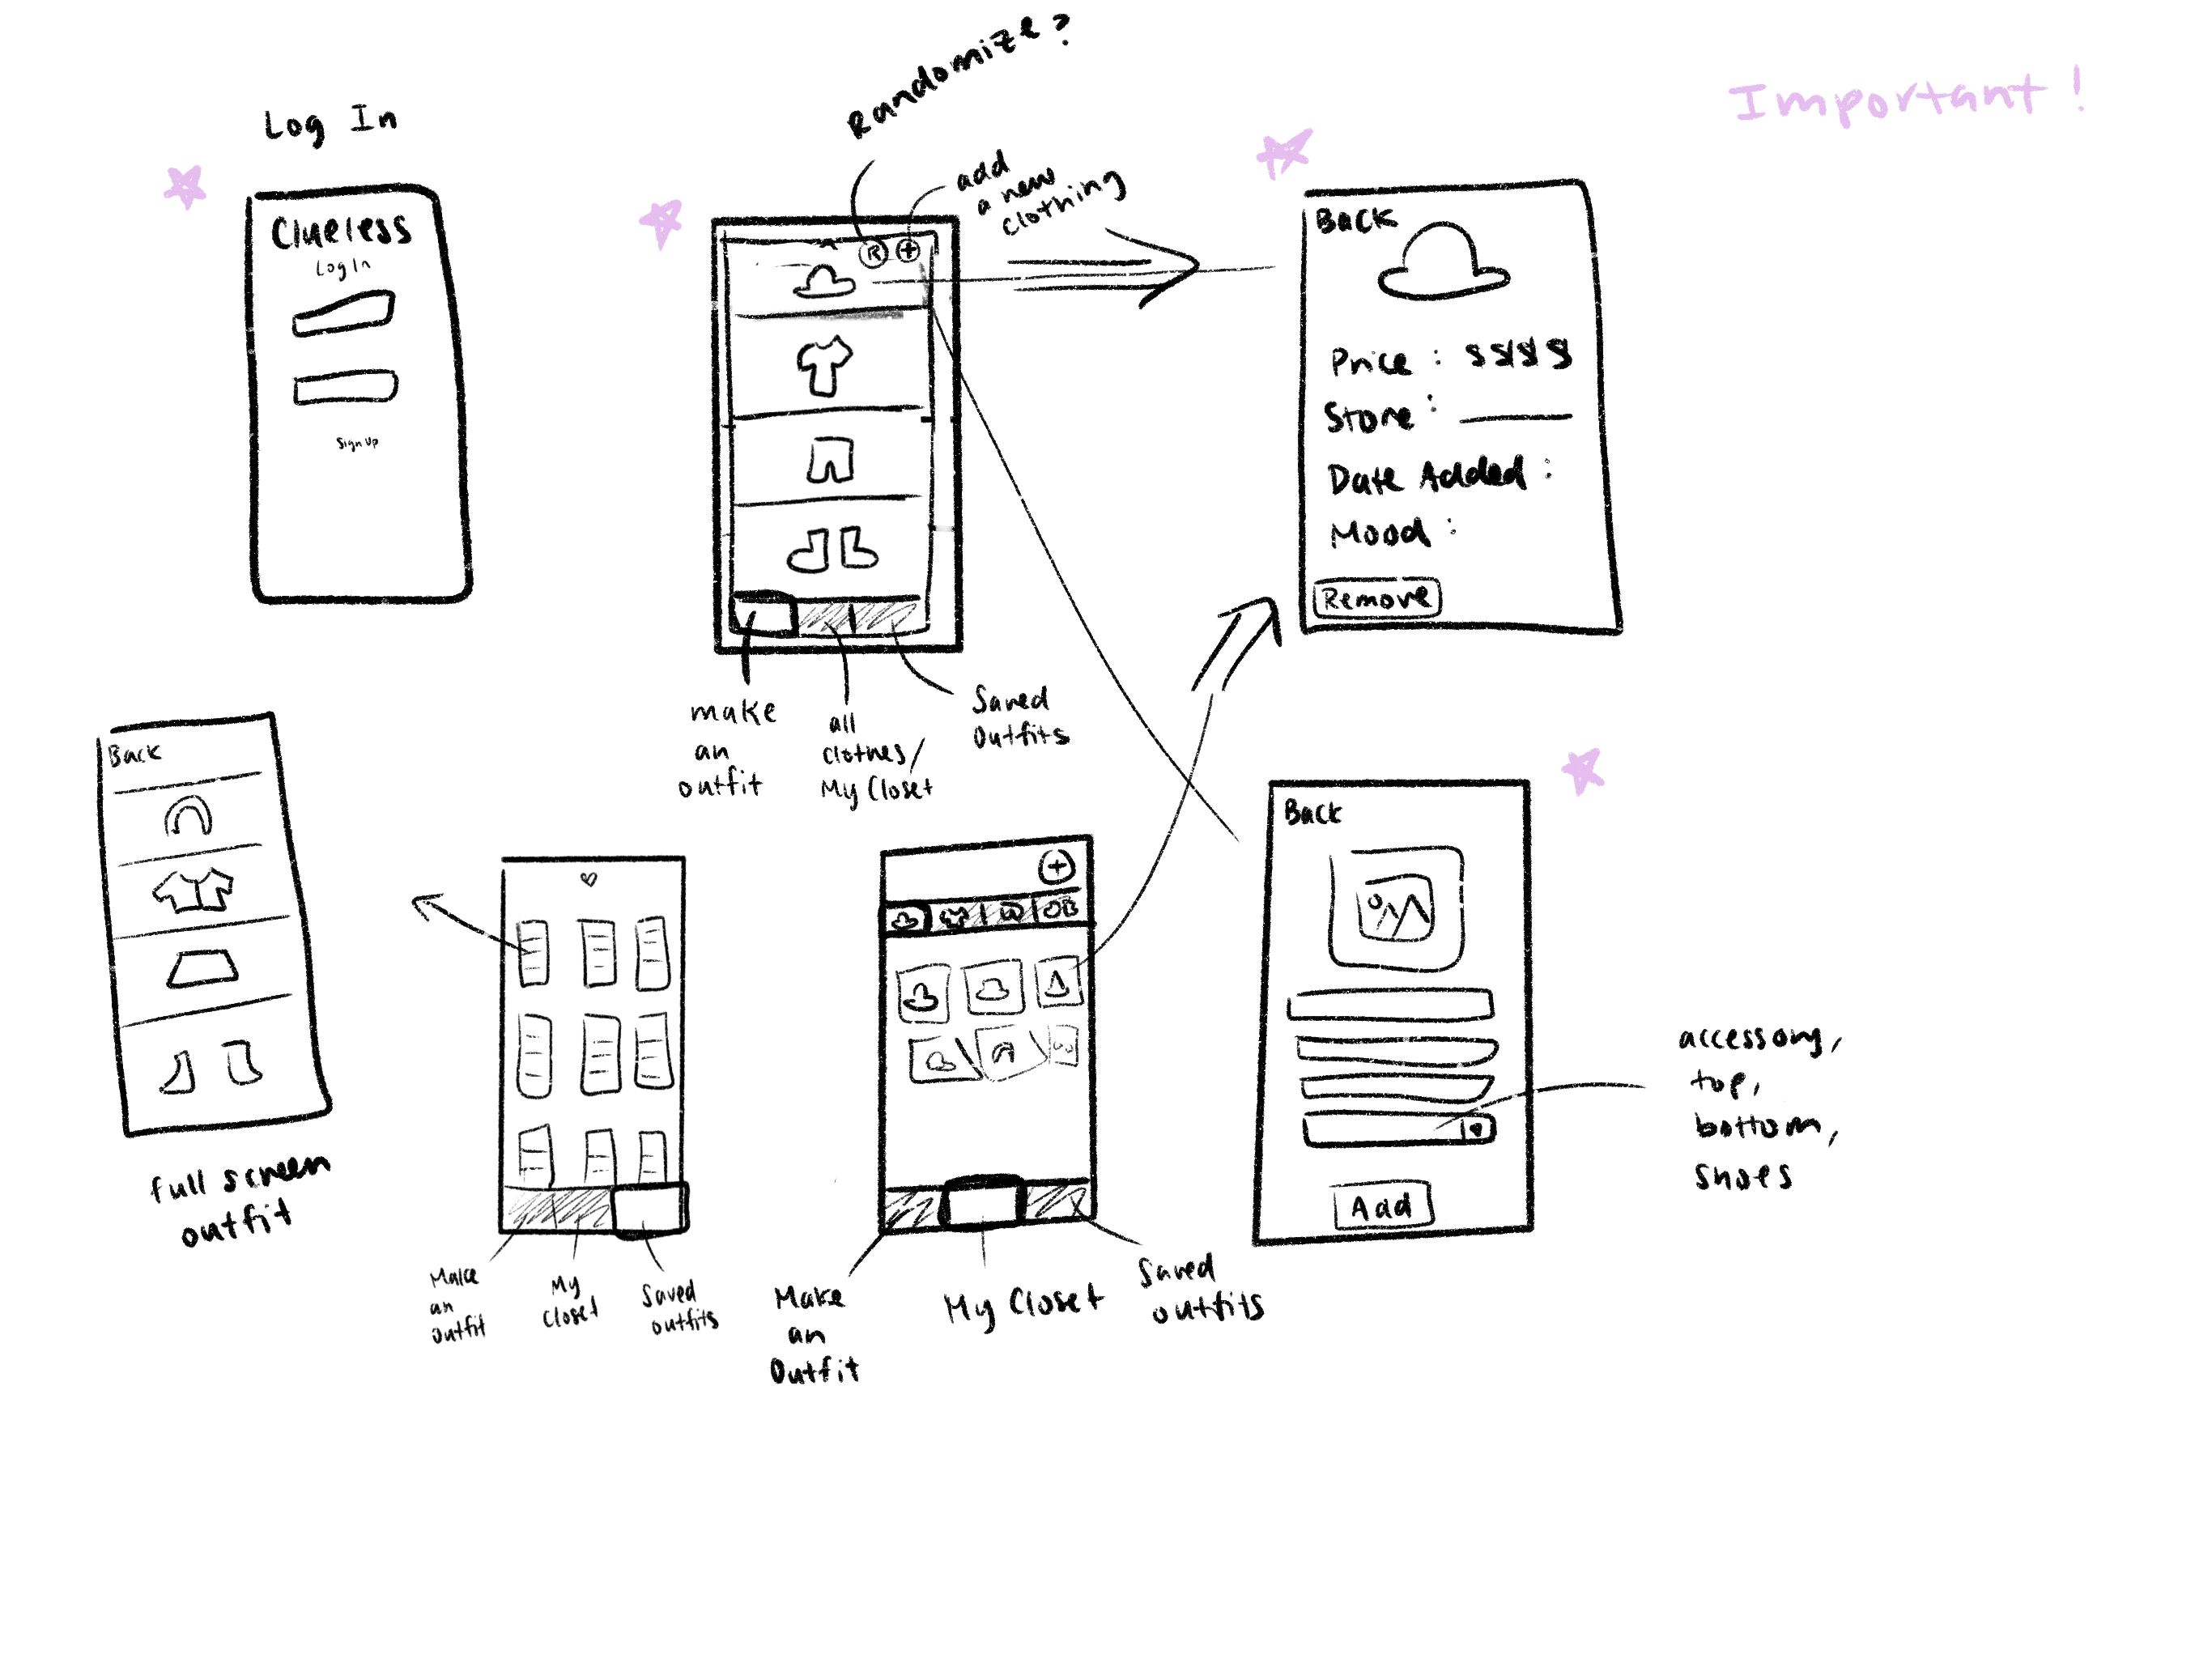 Randomize?
Important!
Log In
add
a new
clothing
Clueless
Log In
Sign Up
R
+
Back
Price : $$$$
Store :
Date Added :
Mood :
Remove
make
an
outfit
all
clothes/
My Closet
Saved
Outfits
Back
full screen
outfit
Make
an
outfit
My
Closet
Saved
outfits
+
Make
an
Outfit
My Closet
Saved
outfits
Back
Add
accessory,
top,
bottom,
shoes